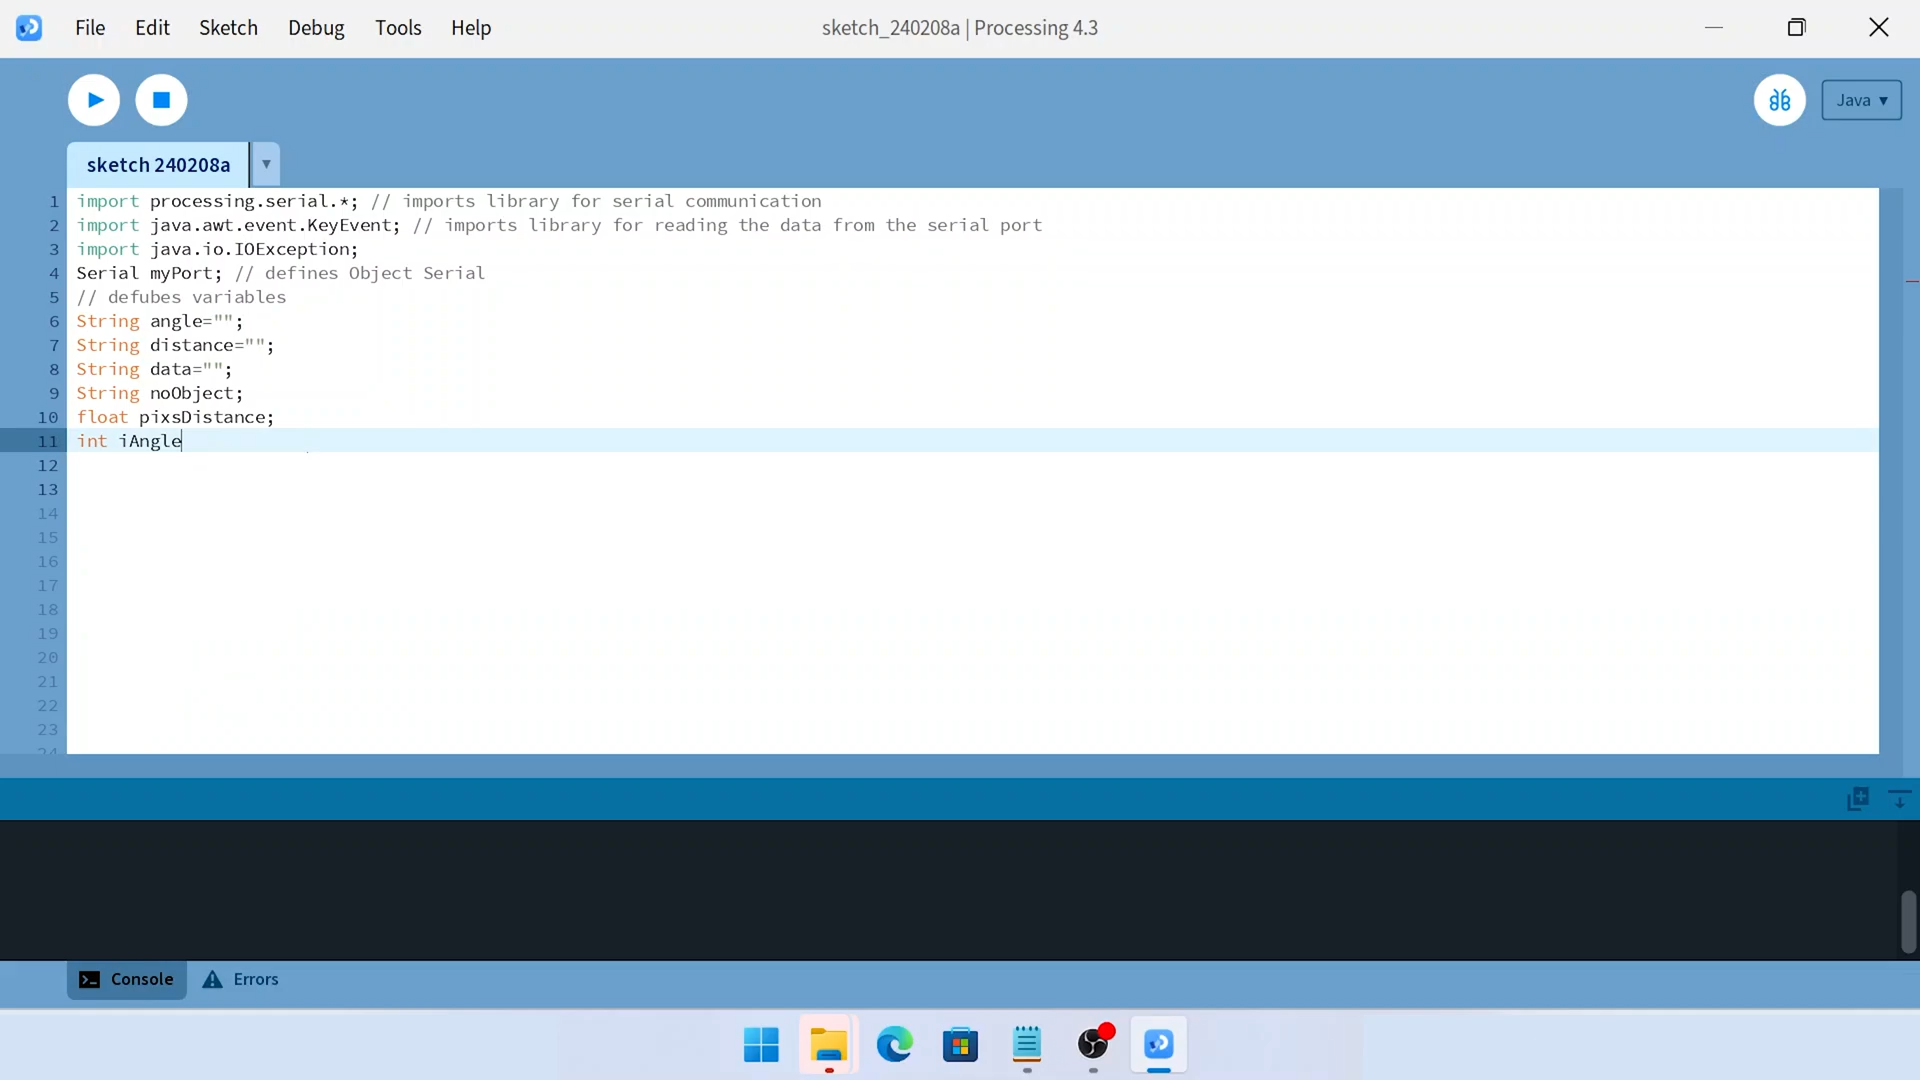 File Edit Sketch Debug Tools Help
sketch_240208a | Processing 4.3
Java ▾
sketch 240208a ▾
1 import processing.serial.*; // imports library for serial communication
2 import java.awt.event.KeyEvent; // imports library for reading the data from the serial port
3 import java.io.IOException;
4 Serial myPort; // defines Object Serial
5 // defubes variables
6 String angle="";
7 String distance="";
8 String data="";
9 String noObject;
10 float pixsDistance;
11 int iAngle
12
13
14
15
16
17
18
19
20
21
22
23
24
Console Errors